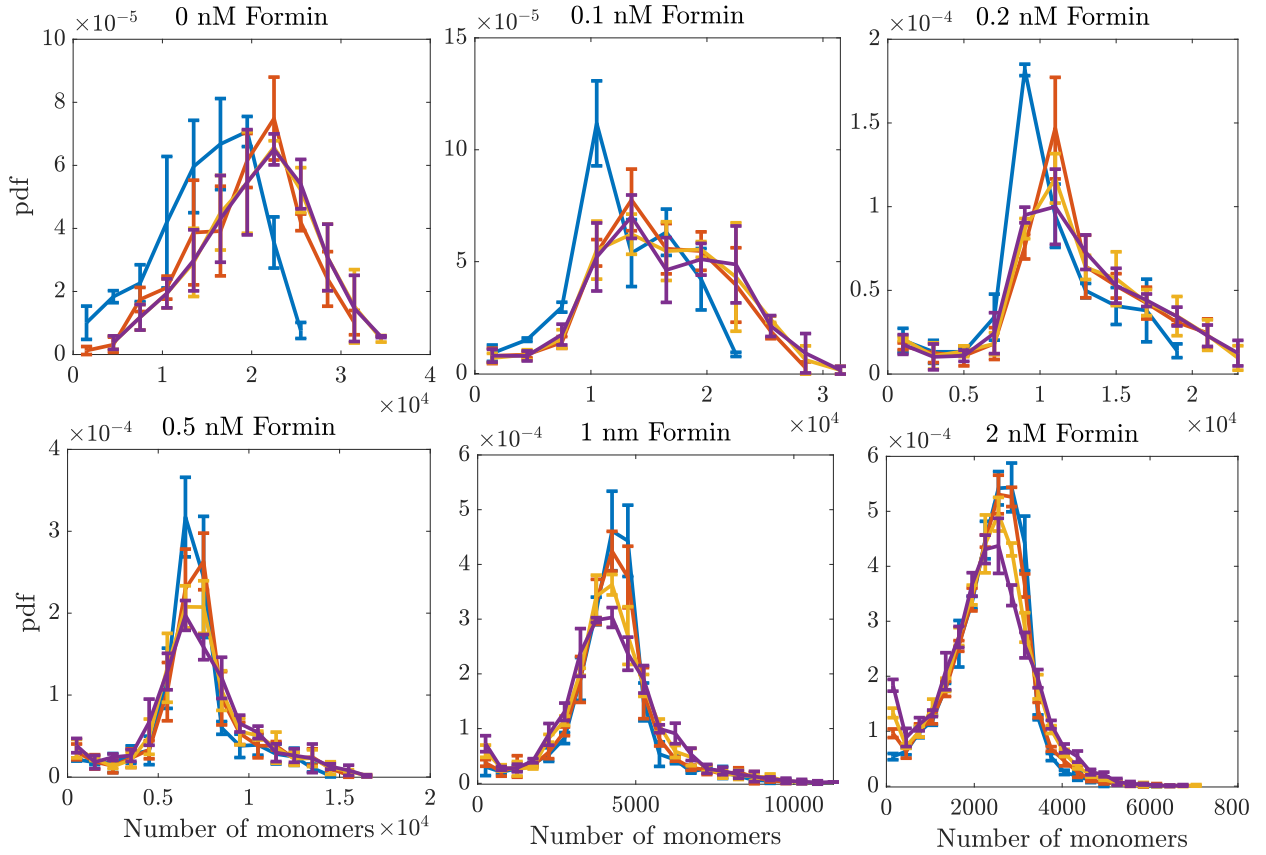 ×10⁻⁵ 0 nM Formin
×10⁻⁵ 0.1 nM Formin
×10⁻⁴ 0.2 nM Formin
10
8
6
4
2
0
pdf
0 1 2 3 4
×10⁴
15
10
5
0
0 1 2 3
×10⁴
2
1.5
1
0.5
0
0 0.5 1 1.5 2
×10⁴
×10⁻⁴ 0.5 nM Formin
×10⁻⁴ 1 nm Formin
×10⁻⁴ 2 nM Formin
4
3
2
1
0
pdf
0 0.5 1 1.5 2
Number of monomers ×10⁴
6
5
4
3
2
1
0
0 5000 10000
Number of monomers
6
5
4
3
2
1
0
0 2000 4000 6000 800
Number of monomers